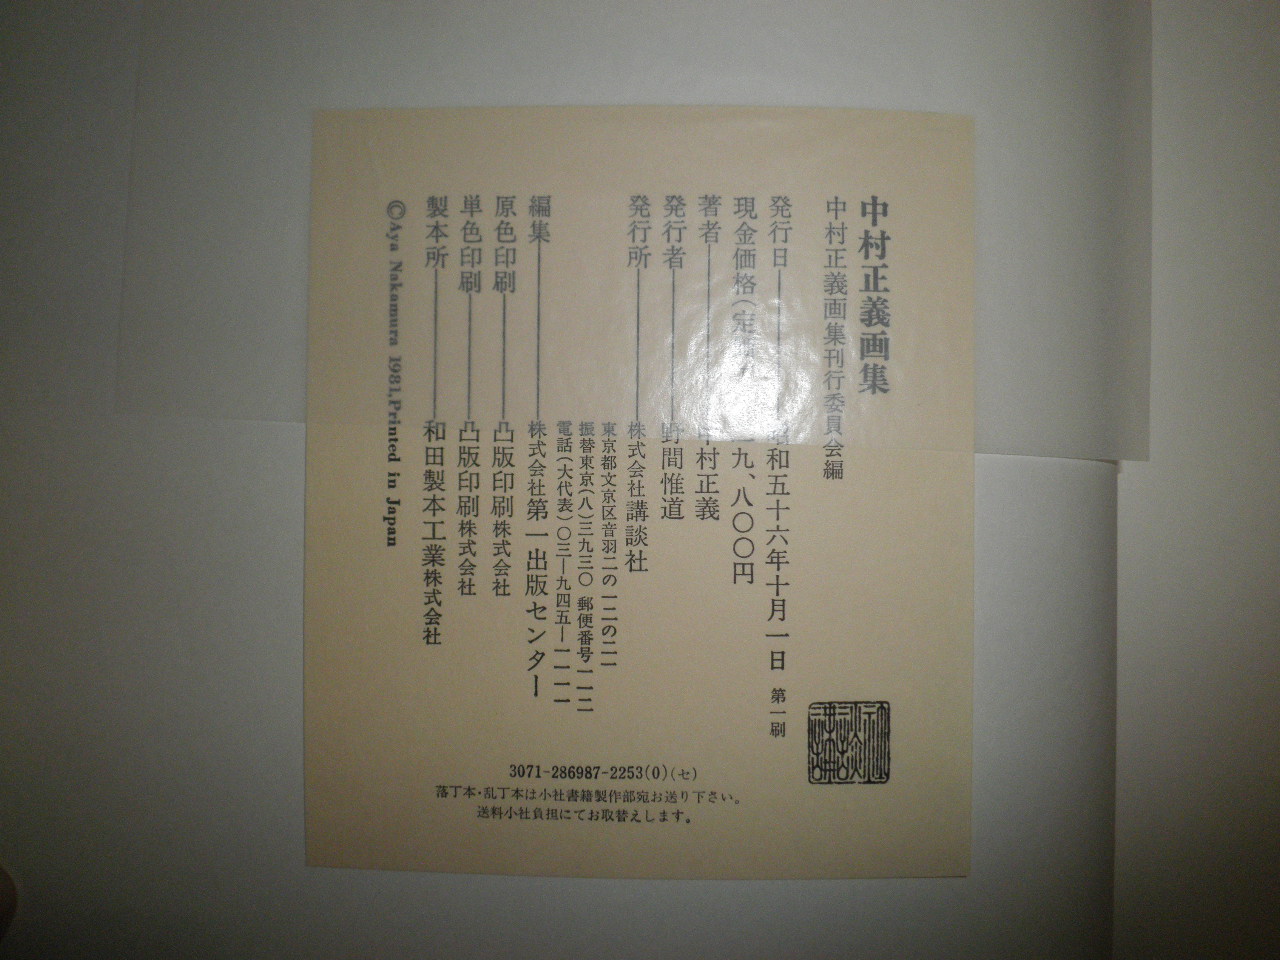 中村正義画集
中村正義画集刊行委員会編
発行日――昭和五十六年十月一日 第一刷
現金価格(定 九、八〇〇円
著者――中村正義
発行者――野間惟道
発行所――株式会社講談社
東京都文京区音羽二の一二の二一
振替東京(八)三九三〇 郵便番号一一二
電話(大代表)〇三―九四五―一一一一
編集――株式会社第一出版センター
原色印刷――凸版印刷株式会社
単色印刷――凸版印刷株式会社
製本所――和田製本工業株式会社
©Aya Nakamura 1981, Printed in Japan
講談社
3071-286987-2253(0)(セ)
落丁本・乱丁本は小社書籍製作部宛お送り下さい。
送料小社負担にてお取替えします。